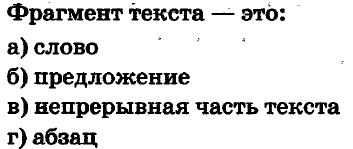 Фрагмент текста — это:
а) слово
б) предложение
в) непрерывная часть текста
г) абзац